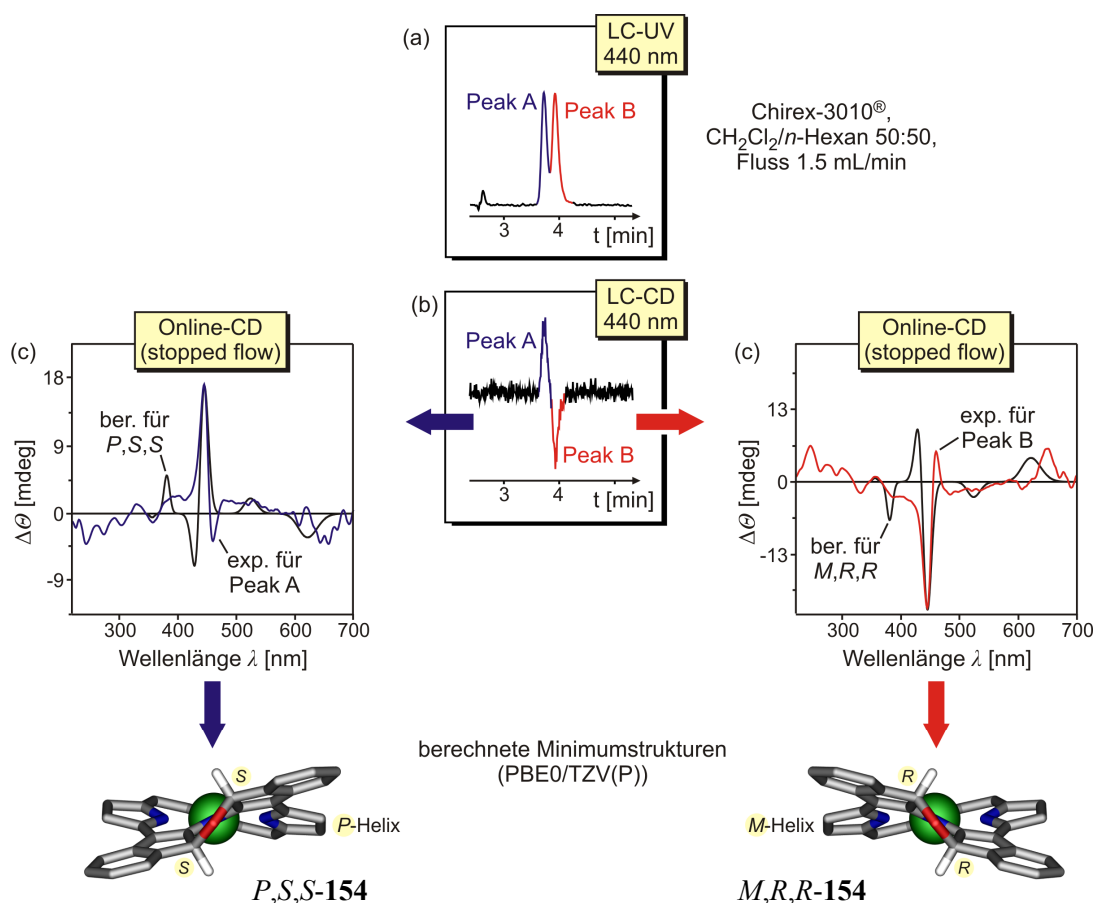 (a)
LC-UV
440 nm
Peak A
Peak B
3
4
t [min]
Chirex-3010®,
CH₂Cl₂/n-Hexan 50:50,
Fluss 1.5 mL/min
(b)
LC-CD
440 nm
Peak A
Peak B
3
4
t [min]
(c)
Online-CD
(stopped flow)
18
9
0
-9
ΔΘ [mdeg]
ber. für
P,S,S
exp. für
Peak A
300 400 500 600 700
Wellenlänge λ [nm]
(c)
Online-CD
(stopped flow)
13
0
-13
ΔΘ [mdeg]
exp. für
Peak B
ber. für
M,R,R
300 400 500 600 700
Wellenlänge λ [nm]
berechnete Minimumstrukturen
(PBE0/TZV(P))
S
P-Helix
S
P,S,S-154
R
M-Helix
R
M,R,R-154